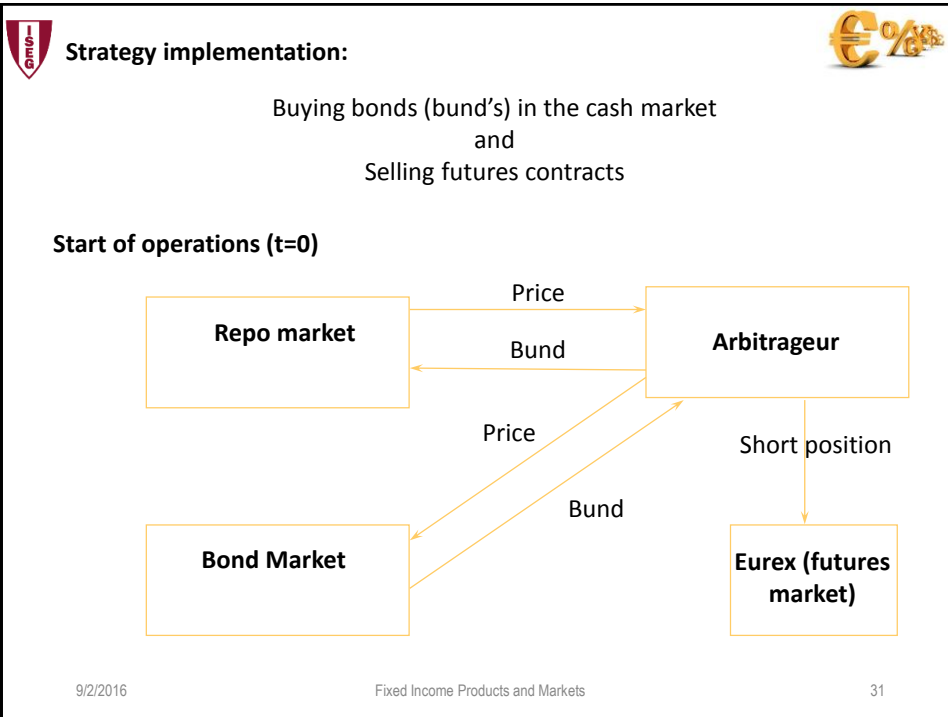 ISEG
Strategy implementation:
€%
Buying bonds (bund's) in the cash market
and
Selling futures contracts
Start of operations (t=0)
Repo market
Price
Bund
Arbitrageur
Price
Short position
Bund
Bond Market
Eurex (futures
market)
9/2/2016
Fixed Income Products and Markets
31